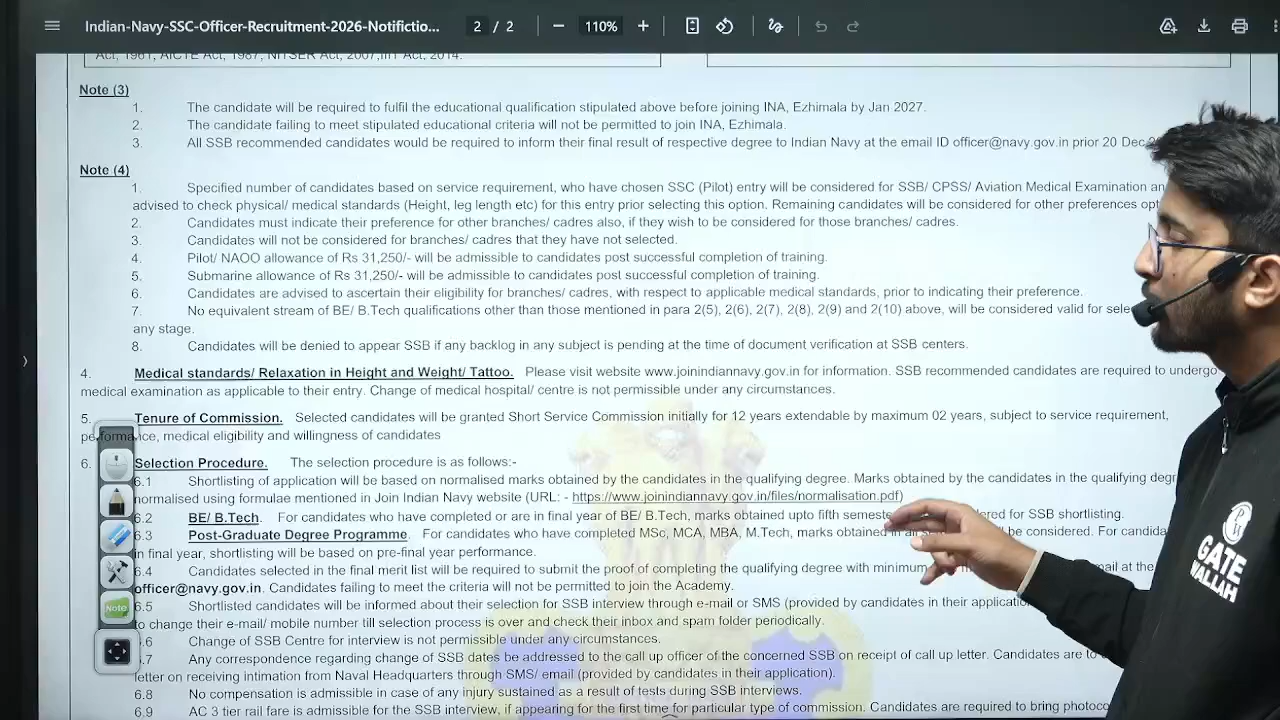 Indian-Navy-SSC-Officer-Recruitment-2026-Notifictio...
2 / 2
110%
Act, 1961, AICTE Act, 1987, NITSER Act, 2007,IIIT Act, 2014.
Note (3)
1. The candidate will be required to fulfil the educational qualification stipulated above before joining INA, Ezhimala by Jan 2027.
2. The candidate failing to meet stipulated educational criteria will not be permitted to join INA, Ezhimala.
3. All SSB recommended candidates would be required to inform their final result of respective degree to Indian Navy at the email ID officer@navy.gov.in prior 20 Dec
Note (4)
1. Specified number of candidates based on service requirement, who have chosen SSC (Pilot) entry will be considered for SSB/ CPSS/ Aviation Medical Examination
advised to check physical/ medical standards (Height, leg length etc) for this entry prior selecting this option. Remaining candidates will be considered for other preferences
2. Candidates must indicate their preference for other branches/ cadres also, if they wish to be considered for those branches/ cadres.
3. Candidates will not be considered for branches/ cadres that they have not selected.
4. Pilot/ NAOO allowance of Rs 31,250/- will be admissible to candidates post successful completion of training.
5. Submarine allowance of Rs 31,250/- will be admissible to candidates post successful completion of training.
6. Candidates are advised to ascertain their eligibility for branches/ cadres, with respect to applicable medical standards, prior to indicating their preference.
7. No equivalent stream of BE/ B.Tech qualifications other than those mentioned in para 2(5), 2(6), 2(7), 2(8), 2(9) and 2(10) above, will be considered valid for
any stage.
8. Candidates will be denied to appear SSB if any backlog in any subject is pending at the time of document verification at SSB centers.
4. Medical standards/ Relaxation in Height and Weight/ Tattoo. Please visit website www.joinindiannavy.gov.in for information. SSB recommended candidates are required to undergo
medical examination as applicable to their entry. Change of medical hospital/ centre is not permissible under any circumstances.
5. Tenure of Commission. Selected candidates will be granted Short Service Commission initially for 12 years extendable by maximum 02 years, subject to service requirement,
performance, medical eligibility and willingness of candidates
6. Selection Procedure. The selection procedure is as follows:-
6.1 Shortlisting of application will be based on normalised marks obtained by the candidates in the qualifying degree. Marks obtained by the candidates in the qualifying
normalised using formulae mentioned in Join Indian Navy website (URL: - https://www.joinindiannavy.gov.in/files/normalisation.pdf)
6.2 BE/ B.Tech. For candidates who have completed or are in final year of BE/ B.Tech, marks obtained upto fifth for SSB shortlisting.
6.3 Post-Graduate Degree Programme. For candidates who have completed MSc, MCA, MBA, M.Tech, marks obtained be considered. For
in final year, shortlisting will be based on pre-final year performance.
6.4 Candidates selected in the final merit list will be required to submit the proof of completing the qualifying degree with minimum at the
officer@navy.gov.in. Candidates failing to meet the criteria will not be permitted to join the Academy.
6.5 Shortlisted candidates will be informed about their selection for SSB interview through e-mail or SMS (provided by candidates in their
to change their e-mail/ mobile number till selection process is over and check their inbox and spam folder periodically.
Note
6.6 Change of SSB Centre for interview is not permissible under any circumstances.
6.7 Any correspondence regarding change of SSB dates be addressed to the call up officer of the concerned SSB on receipt of call up letter. Candidates are to
letter on receiving intimation from Naval Headquarters through SMS/ email (provided by candidates in their application).
6.8 No compensation is admissible in case of any injury sustained as a result of tests during SSB interviews.
6.9 AC 3 tier rail fare is admissible for the SSB interview, if appearing for the first time for particular type of commission. Candidates are required to bring
PW
GATE
WALLAH